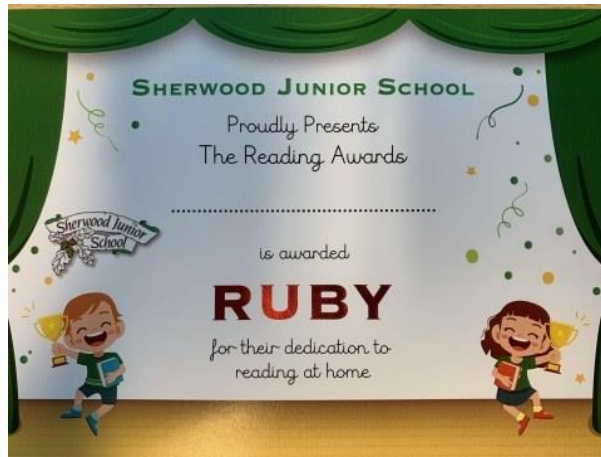 SHERWOOD JUNIOR SCHOOL
Proudly Presents
The Reading Awards
..........................................................
Sherwood Junior
School
is awarded
RUBY
for their dedication to
reading at home